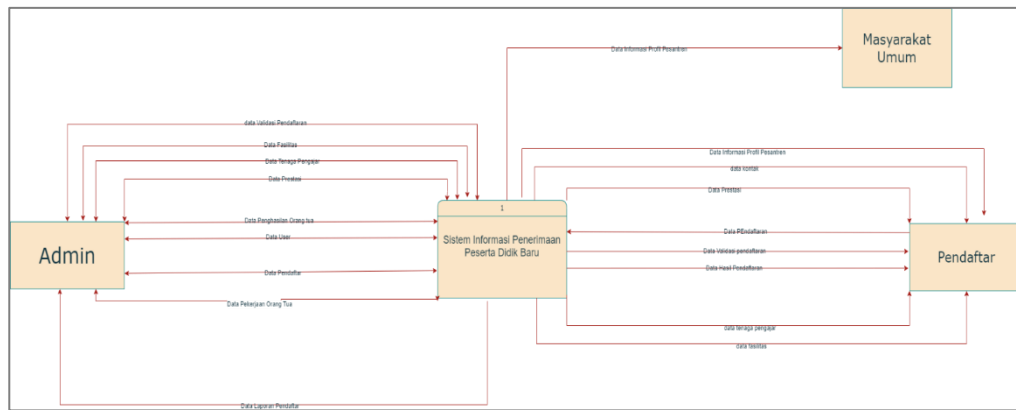 Masyarakat
Umum
Data Informasi Profil Pesantren
data Validasi Pendaftaran
Data Fasilitas
Data Tenaga Pengajar
Data Prestasi
Data Informasi Profil Pesantren
data kontak
Data Prestasi
Data Penghasilan Orang tua
Data User
Data Pendaftar
Data Pekerjaan Orang Tua
Admin
1
Sistem Informasi Penerimaan
Peserta Didik Baru
Data PEndaftaran
Data Validasi pendaftaran
Data Hasil Pendaftaran
Pendaftar
data tenaga pengajar
data fasilitas
Data Laporan Pendaftar